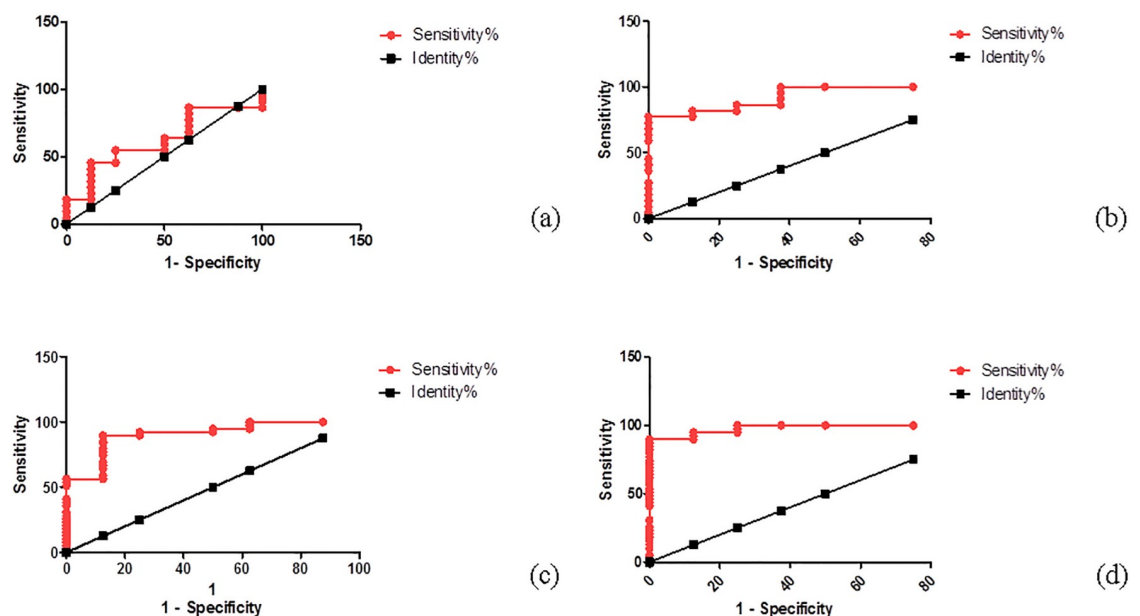 150
100
50
0
Sensitivity
0
50
100
150
1- Specificity
Sensitivity%
Identity%
(a)
150
100
50
0
Sensitivity
0
20
40
60
80
1 - Specificity
Sensitivity%
Identity%
(b)
150
100
50
0
Sensitivity
0
20
40
60
80
100
1
1 - Specificity
Sensitivity%
Identity%
(c)
150
100
50
0
Sensitivity
0
20
40
60
80
1 - Specificity
Sensitivity%
Identity%
(d)